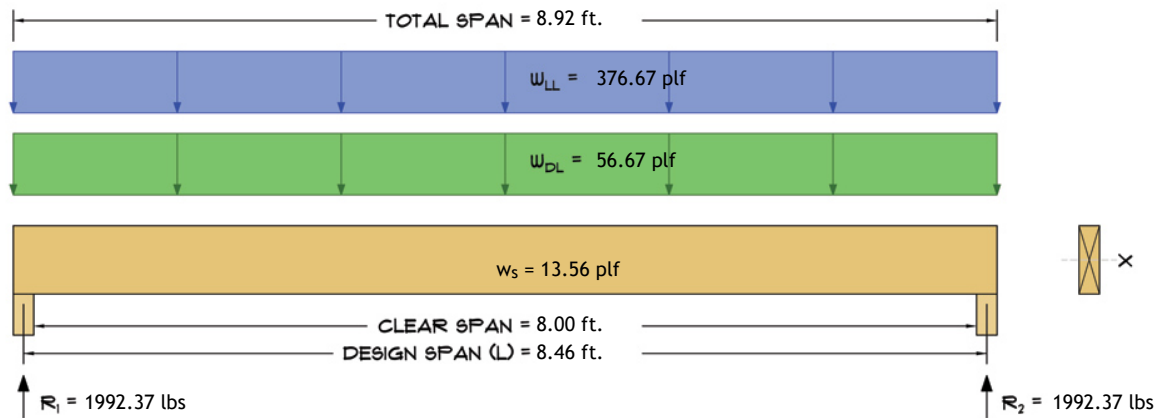 TOTAL SPAN = 8.92 ft.
WLL = 376.67 plf
WDL = 56.67 plf
ws = 13.56 plf
X
CLEAR SPAN = 8.00 ft.
DESIGN SPAN (L) = 8.46 ft.
R1 = 1992.37 lbs
R2 = 1992.37 lbs